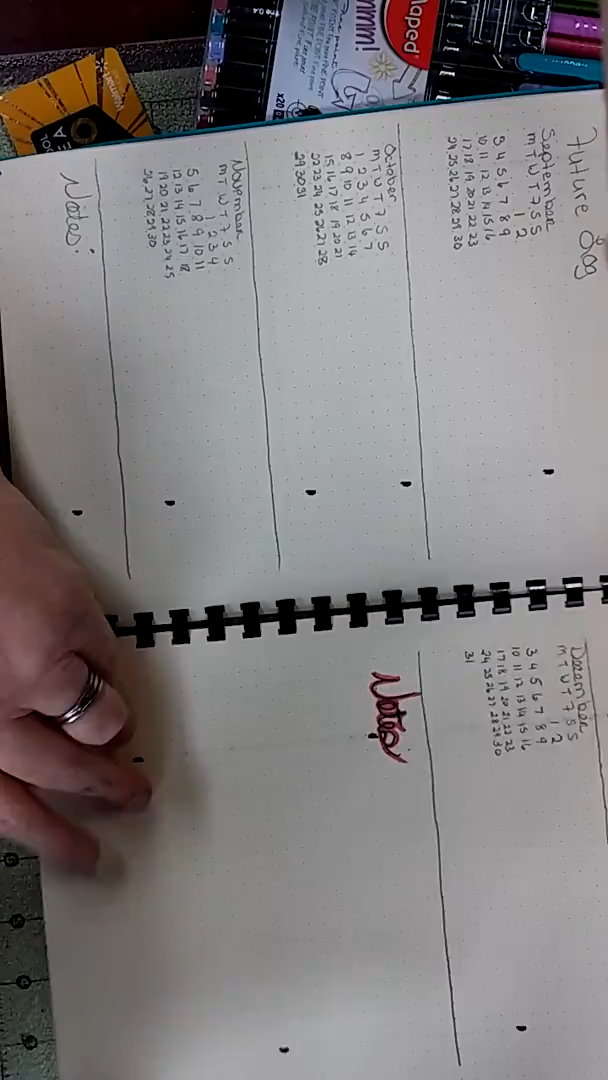 Future Log
September
M T W T F S S
1 2
3 4 5 6 7 8 9
10 11 12 13 14 15 16
17 18 19 20 21 22 23
24 25 26 27 28 29 30
October
M T W T F S S
1 2 3 4 5 6 7
8 9 10 11 12 13 14
15 16 17 18 19 20 21
22 23 24 25 26 27 28
29 30 31
November
M T W T F S S
1 2 3 4
5 6 7 8 9 10 11
12 13 14 15 16 17 18
19 20 21 22 23 24 25
26 27 28 29 30
Notes:
December
M T W T F S S
1 2
3 4 5 6 7 8 9
10 11 12 13 14 15 16
17 18 19 20 21 22 23
24 25 26 27 28 29 30
31
Notes
laped
mmm!
x20
0.4
Walmart